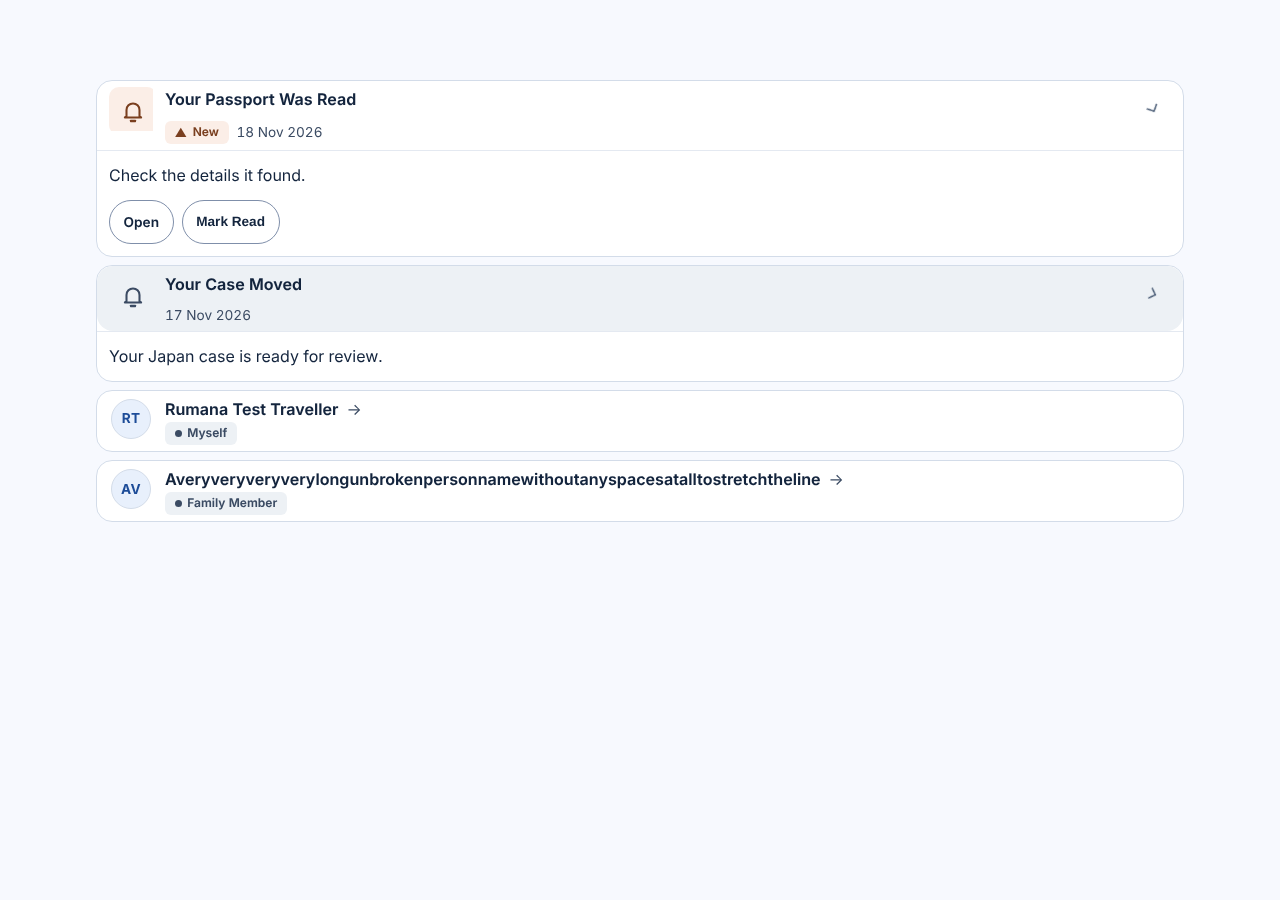 Your Passport Was Read
New 18 Nov 2026
Check the details it found.
Open Mark Read
Your Case Moved
17 Nov 2026
Your Japan case is ready for review.
RT Rumana Test Traveller
Myself
AV Averyveryveryverylongunbrokenpersonnamewithoutanyspacesatalltostretchtheline
Family Member